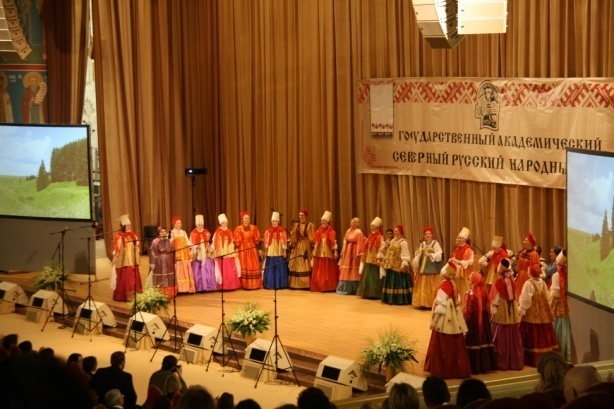 ГОСУДАРСТВЕННЫЙ АКАДЕМИЧЕСКИЙ
СЕВЕРНЫЙ РУССКИЙ НАРОДНЫ